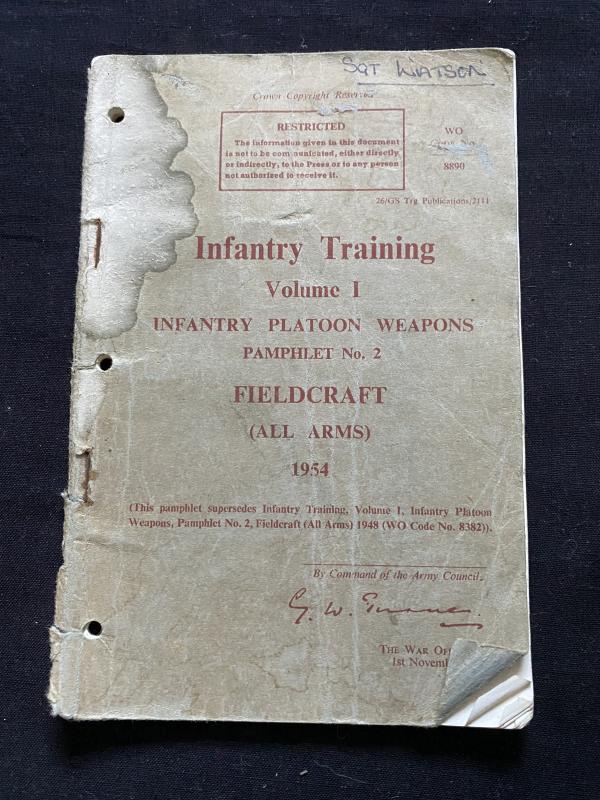 SGT WATSON
Crown Copyright Reserved
RESTRICTED
The information given in this document
is not to be communicated, either directly
or indirectly, to the Press or to any person
not authorized to receive it.
WO
8890
26/GS Trg Publications/2111
Infantry Training
Volume I
INFANTRY PLATOON WEAPONS
PAMPHLET No. 2
FIELDCRAFT
(ALL ARMS)
1954
(This pamphlet supersedes Infantry Training, Volume I, Infantry Platoon
Weapons, Pamphlet No. 2, Fieldcraft (All Arms) 1948 (WO Code No. 8382)).
By Command of the Army Council,
G. W. Turner
THE WAR OF
1st Novemb